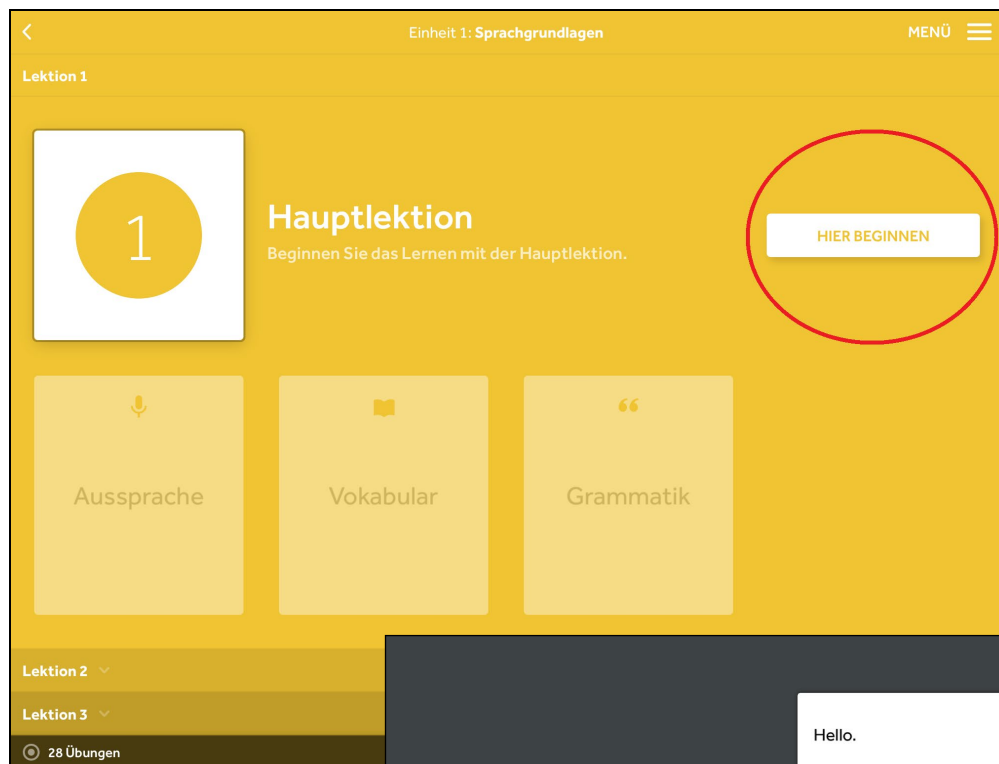 Einheit 1: Sprachgrundlagen
MENÜ
Lektion 1
1
Hauptlektion
Beginnen Sie das Lernen mit der Hauptlektion.
HIER BEGINNEN
Aussprache
Vokabular
Grammatik
Lektion 2
Lektion 3
28 Übungen
Hello.